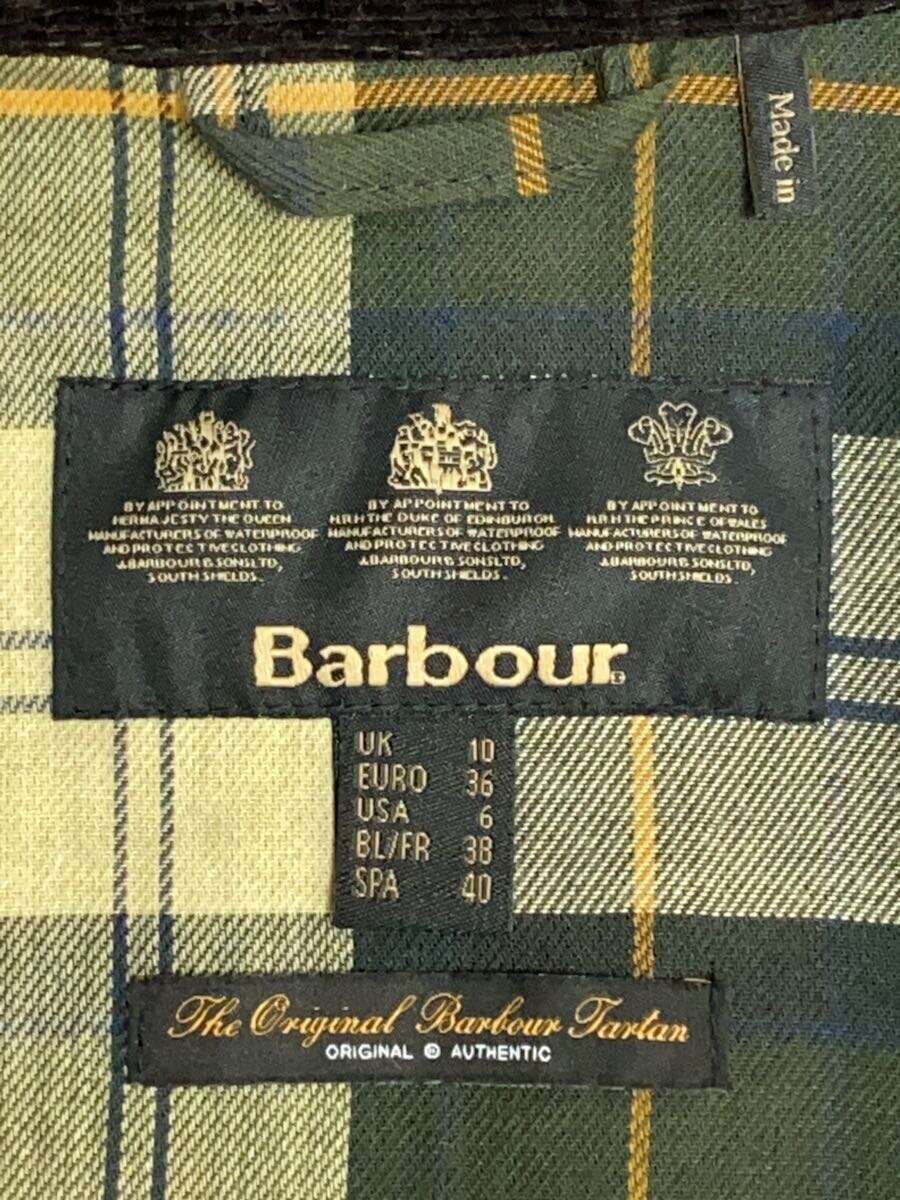 Made in
BY APPOINTMENT TO
HER MAJESTY THE QUEEN
MANUFACTURERS OF WATERPROOF
AND PROTECTIVE CLOTHING
J.BARBOUR & SONS LTD,
SOUTH SHIELDS.
BY APPOINTMENT TO
H.R.H THE DUKE OF EDINBURGH
MANUFACTURERS OF WATERPROOF
AND PROTECTIVE CLOTHING
J.BARBOUR & SONS LTD,
SOUTH SHIELDS.
BY APPOINTMENT TO
H.R.H THE PRINCE OF WALES
MANUFACTURERS OF WATERPROOF
AND PROTECTIVE CLOTHING
J.BARBOUR & SONS LTD,
SOUTH SHIELDS.
Barbour®
UK 10
EURO 36
USA 6
BL/FR 38
SPA 40
The Original Barbour Tartan
ORIGINAL © AUTHENTIC